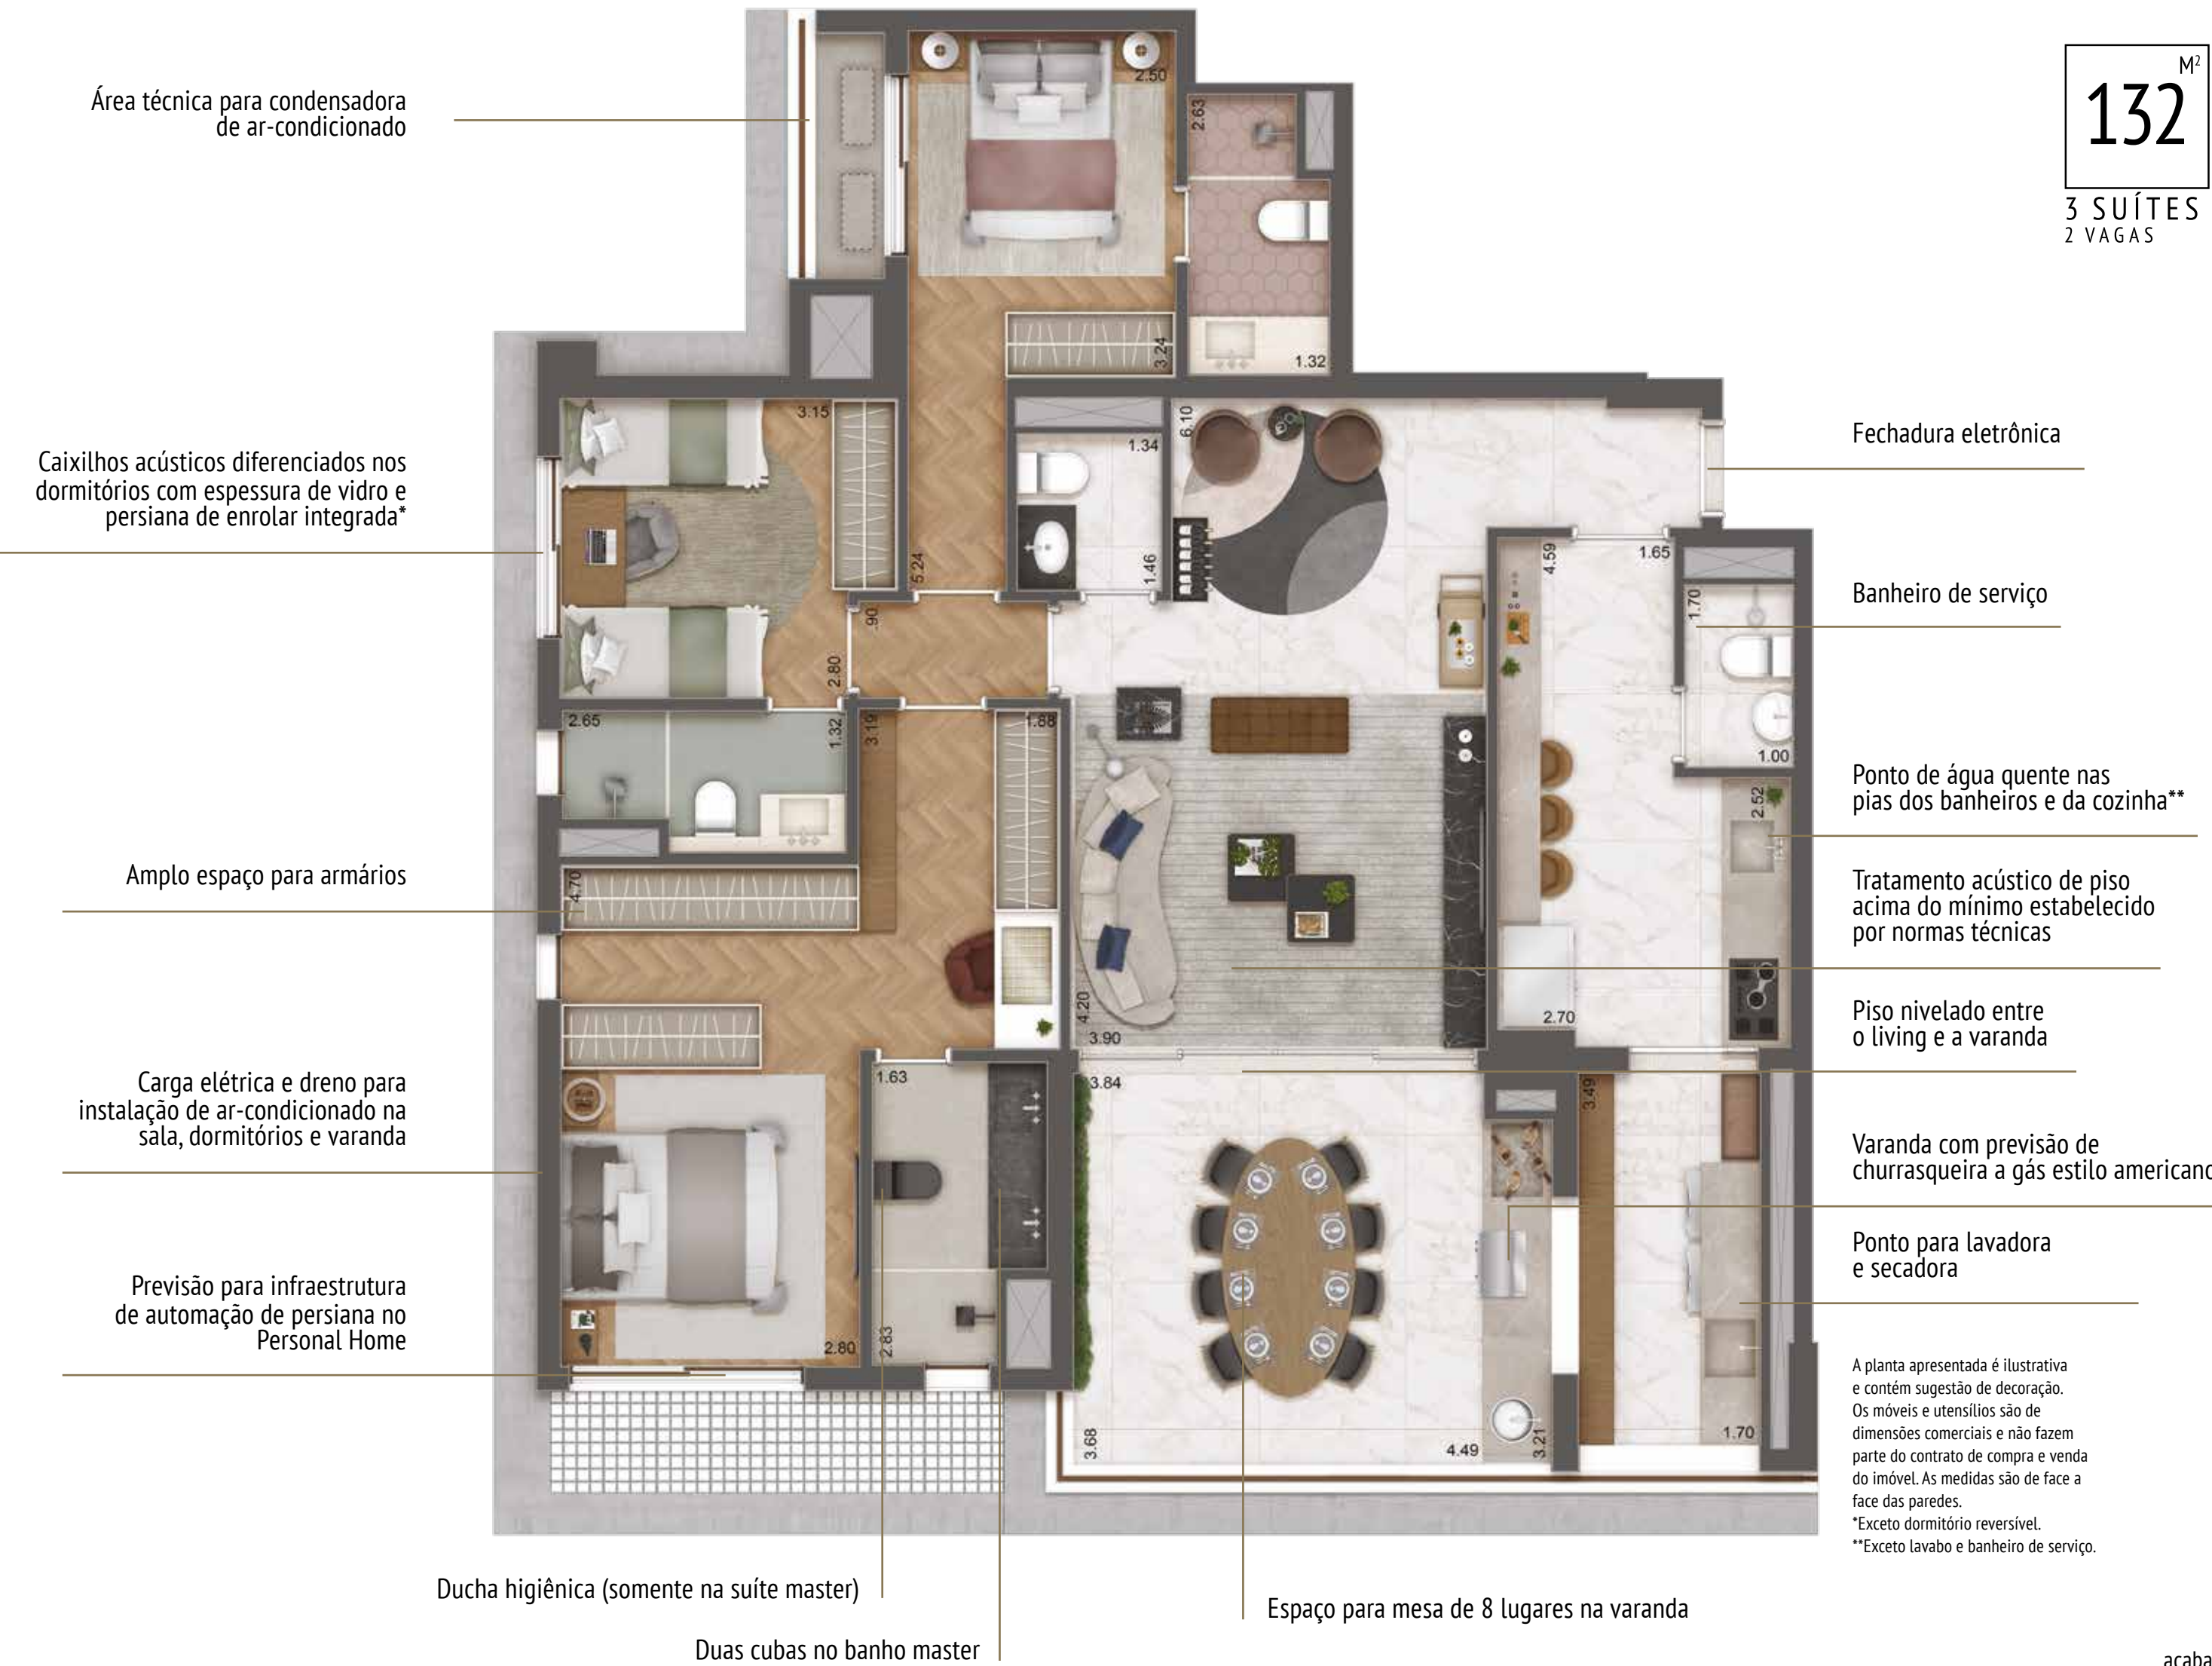 132
M²
3 SUÍTES
2 VAGAS
Área técnica para condensadora
de ar-condicionado
Caixilhos acústicos diferenciados nos
dormitórios com espessura de vidro e
persiana de enrolar integrada*
Amplo espaço para armários
Carga elétrica e dreno para
instalação de ar-condicionado na
sala, dormitórios e varanda
Previsão para infraestrutura
de automação de persiana no
Personal Home
2.50
2.63
3.24
1.32
3.15
1.34
6.10
5.24
1.46
4.59
1.65
.90
2.80
1.70
2.65
1.32
3.19
1.88
1.00
2.52
4.70
4.20
3.90
2.70
1.63
3.84
3.49
2.80
2.83
3.68
4.49
3.21
1.70
Fechadura eletrônica
Banheiro de serviço
Ponto de água quente nas
pias dos banheiros e da cozinha**
Tratamento acústico de piso
acima do mínimo estabelecido
por normas técnicas
Piso nivelado entre
o living e a varanda
Varanda com previsão de
churrasqueira a gás estilo americano
Ponto para lavadora
e secadora
A planta apresentada é ilustrativa
e contém sugestão de decoração.
Os móveis e utensílios são de
dimensões comerciais e não fazem
parte do contrato de compra e venda
do imóvel. As medidas são de face a
face das paredes.
*Exceto dormitório reversível.
**Exceto lavabo e banheiro de serviço.
Ducha higiênica (somente na suíte master)
Espaço para mesa de 8 lugares na varanda
Duas cubas no banho master